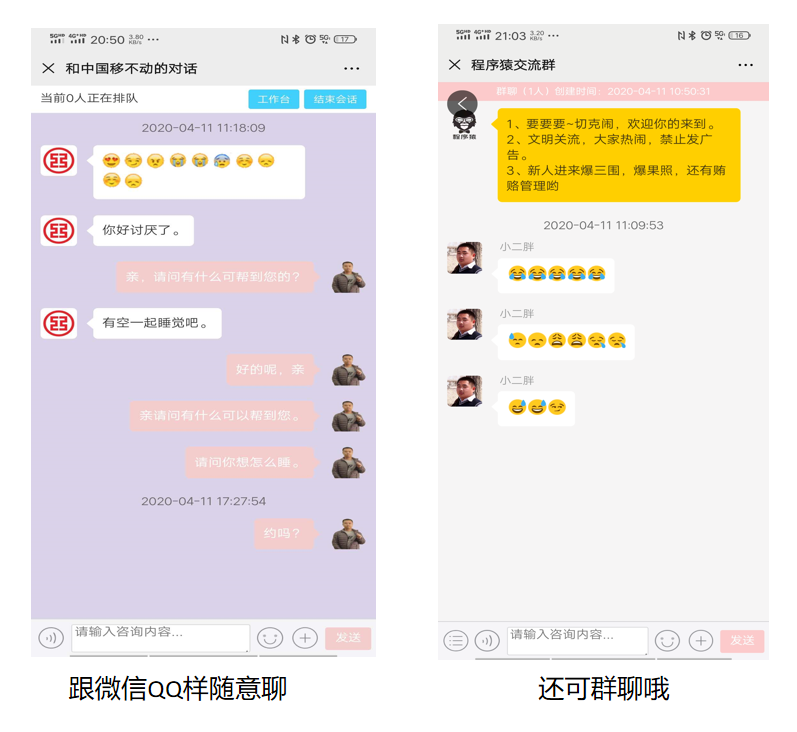 5Gᴴᴰ 4G⁺ᴴᴰ 20:50 3.80 KB/s ··· 5G 17
× 和中国移不动的对话 ···
当前0人正在排队 工作台 结束会话
2020-04-11 11:18:09
你好讨厌了。
亲，请问有什么可帮到您的？
有空一起睡觉吧。
好的呢，亲
亲请问有什么可以帮到您。
请问你想怎么睡。
2020-04-11 17:27:54
约吗？
请输入咨询内容... 发送
跟微信QQ样随意聊
5Gᴴᴰ 4G⁺ᴴᴰ 21:03 3.20 KB/s ··· 5G 16
× 程序猿交流群 ···
群聊（1人）创建时间：2020-04-11 10:50:31
程序猿
1、要要要~切克闹，欢迎你的来到。
2、文明关流，大家热闹，禁止发广
告。
3、新人进来爆三围，爆果照，还有贿
赂管理哟
2020-04-11 11:09:53
小二胖
😂😂😂😂😂
小二胖
😓😞😩😩😪😪
小二胖
😅😅😏
请输入咨询内容... 发送
还可群聊哦